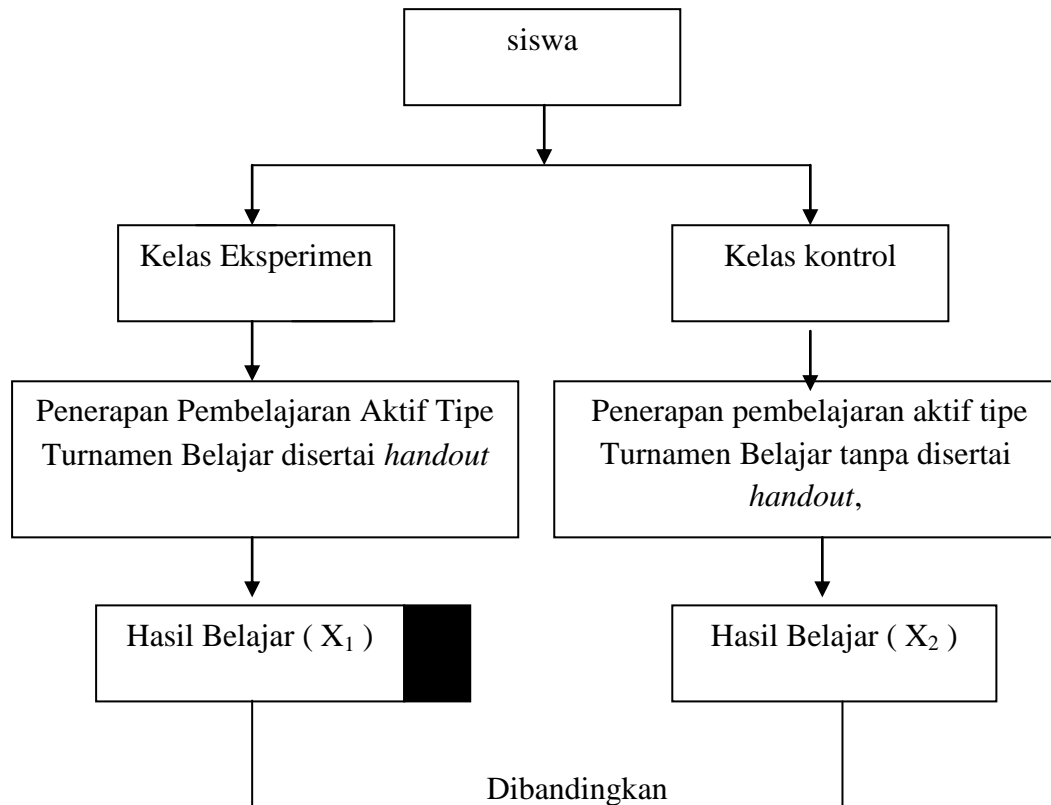 siswa
Kelas Eksperimen
Kelas kontrol
Penerapan Pembelajaran Aktif Tipe
Turnamen Belajar disertai handout
Penerapan pembelajaran aktif tipe
Turnamen Belajar tanpa disertai
handout,
Hasil Belajar ( X₁ )
Hasil Belajar ( X₂ )
Dibandingkan